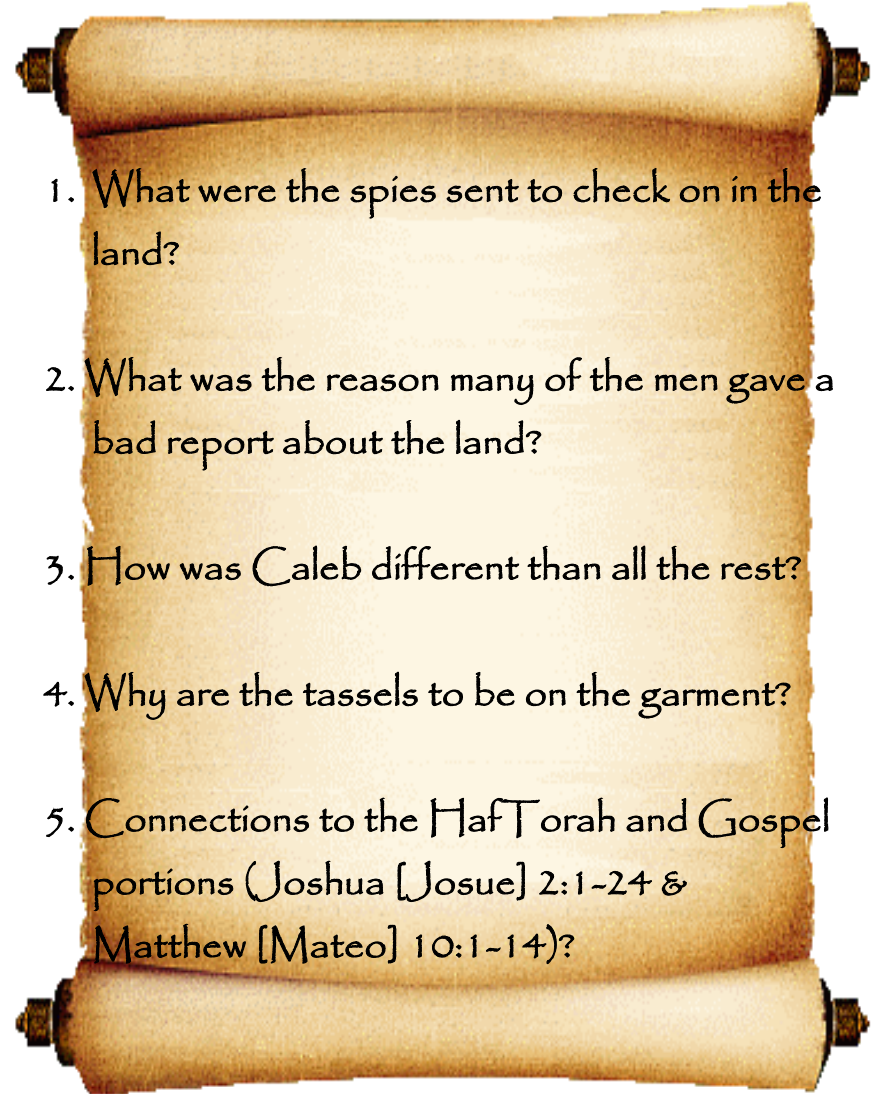 1. What were the spies sent to check on in the
land?
2. What was the reason many of the men gave a
bad report about the land?
3. How was Caleb different than all the rest?
4. Why are the tassels to be on the garment?
5. Connections to the HafTorah and Gospel
portions (Joshua [Josue] 2:1-24 &
Matthew [Mateo] 10:1-14)?